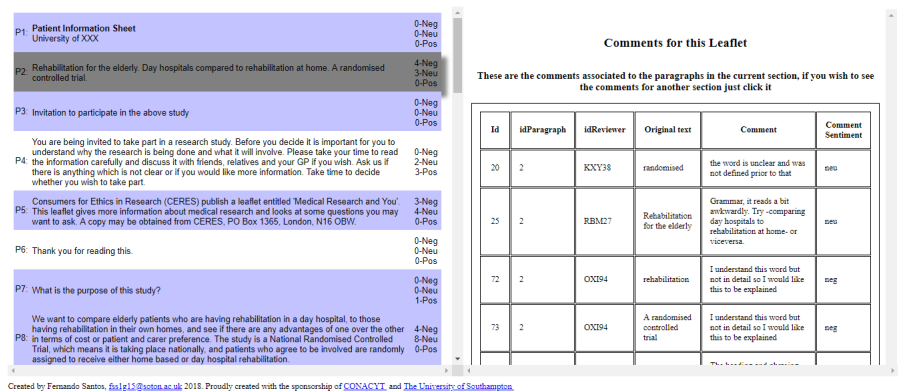 P1: Patient Information Sheet
University of XXX
0-Neg
0-Neu
0-Pos
P2: Rehabilitation for the elderly. Day hospitals compared to rehabilitation at home. A randomised
controlled trial.
4-Neg
3-Neu
0-Pos
P3: Invitation to participate in the above study
0-Neg
0-Neu
0-Pos
P4: You are being invited to take part in a research study. Before you decide it is important for you to
understand why the research is being done and what it will involve. Please take your time to read
the information carefully and discuss it with friends, relatives and your GP if you wish. Ask us if
there is anything which is not clear or if you would like more information. Take time to decide
whether you wish to take part.
0-Neg
2-Neu
3-Pos
P5: Consumers for Ethics in Research (CERES) publish a leaflet entitled 'Medical Research and You'.
This leaflet gives more information about medical research and looks at some questions you may
want to ask. A copy may be obtained from CERES, PO Box 1365, London. N16 OBW.
3-Neg
4-Neu
0-Pos
P6: Thank you for reading this.
0-Neg
0-Neu
0-Pos
P7: What is the purpose of this study?
0-Neg
0-Neu
1-Pos
P8: We want to compare elderly patients who are having rehabilitation in a day hospital, to those
having rehabilitation in their own homes, and see if there are any advantages of one over the other
in terms of cost or patient and carer preference. The study is a National Randomised Controlled
Trial, which means it is taking place nationally, and patients who agree to be involved are randomly
assigned to receive either home based or day hospital rehabilitation.
4-Neg
8-Neu
0-Pos
Comments for this Leaflet
These are the comments associated to the paragraphs in the current section, if you wish to see
the comments for another section just click it
Id idParagraph idReviewer Original text Comment Comment
Sentiment
20 2 KXY38 randomised the word is unclear and was
not defined prior to that neu
25 2 RBM27 Rehabilitation
for the elderly Grammar, it reads a bit
awkwardly. Try -comparing
day hospitals to
rehabilitation at home- or
viceversa. neu
72 2 OXI94 rehabilitation I understand this word but
not in detail so I would like
this to be explained neg
73 2 OXI94 A randomised
controlled
trial I understand this word but
not in detail so I would like
this to be explained neg
Created by Fernando Santos, fss1g15@soton.ac.uk 2018. Proudly created with the sponsorship of CONACYT and The University of Southampton